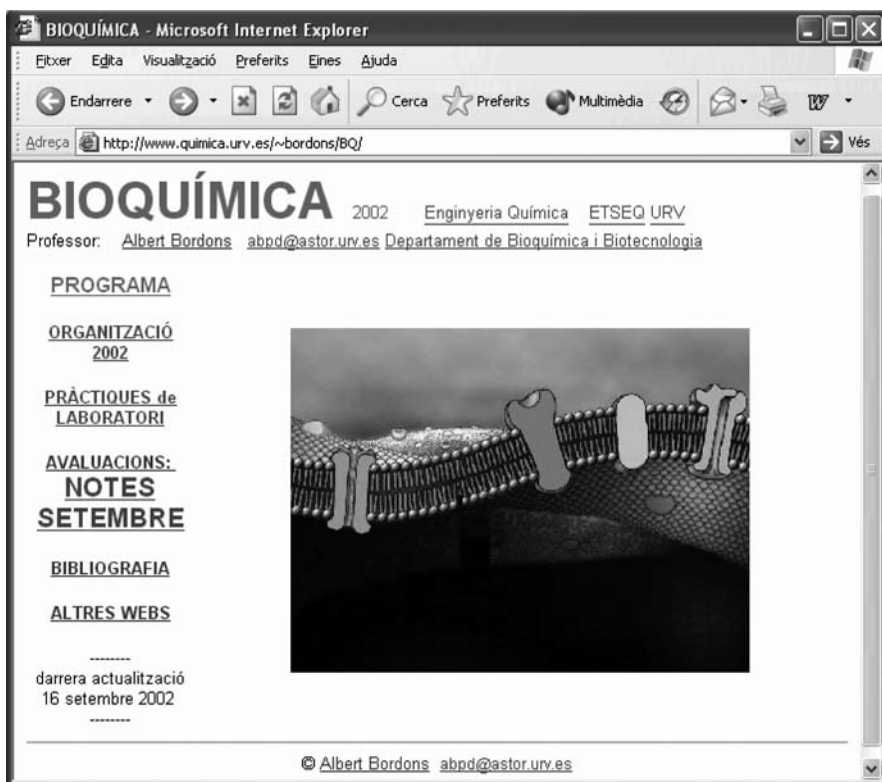 BIOQUÍMICA - Microsoft Internet Explorer
Fitxer Edita Visualització Preferits Eines Ajuda
Endarrere Cerca Preferits Multimèdia
Adreça http://www.quimica.urv.es/~bordons/BQ/ Vés
BIOQUÍMICA 2002 Enginyeria Química ETSEQ URV
Professor: Albert Bordons abpd@astor.urv.es Departament de Bioquímica i Biotecnologia
PROGRAMA
ORGANITZACIÓ
2002
PRÀCTIQUES de
LABORATORI
AVALUACIONS:
NOTES
SETEMBRE
BIBLIOGRAFIA
ALTRES WEBS
--------
darrera actualització
16 setembre 2002
--------
© Albert Bordons abpd@astor.urv.es